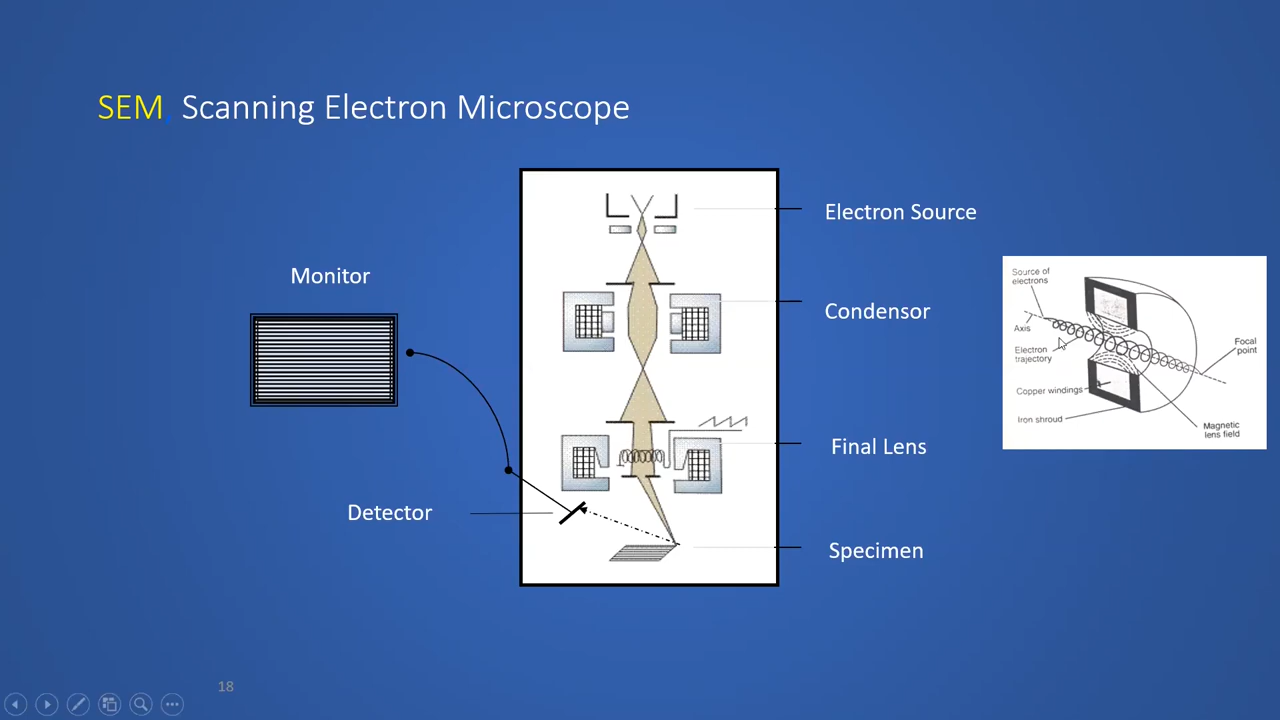 SEM, Scanning Electron Microscope
Electron Source
Monitor
Condensor
Final Lens
Detector
Specimen
Source of
electrons
Axis
Electron
trajectory
Copper windings
Iron shroud
Focal
point
Magnetic
lens field
18